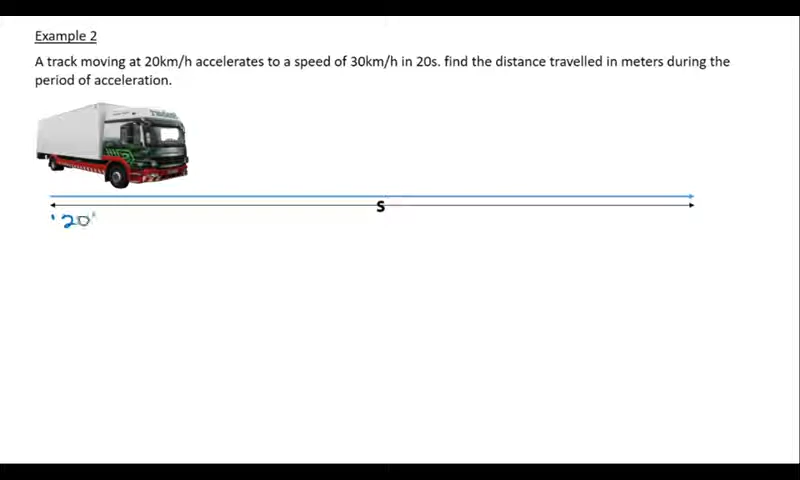 Example 2
A track moving at 20km/h accelerates to a speed of 30km/h in 20s. find the distance travelled in meters during the
period of acceleration.
S
20